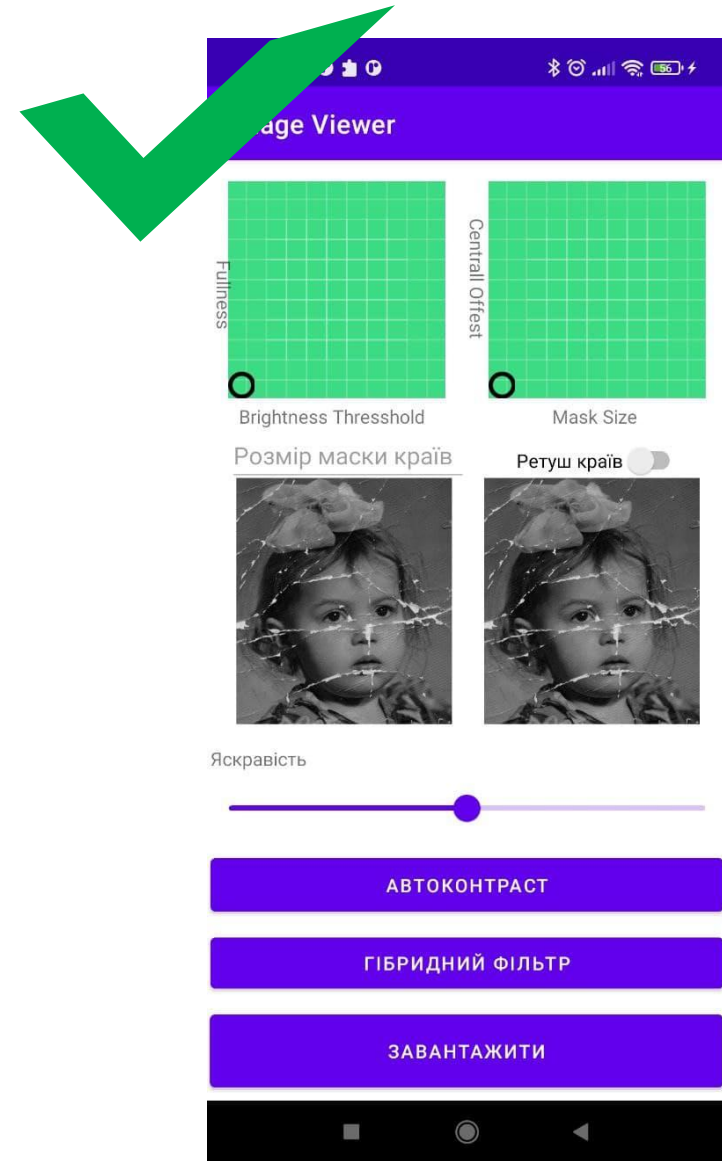 56
age Viewer
Fullness
Centrall Offest
Brightness Thresshold
Mask Size
Розмір маски країв
Ретуш країв
Яскравість
АВТОКОНТРАСТ
ГІБРИДНИЙ ФІЛЬТР
ЗАВАНТАЖИТИ